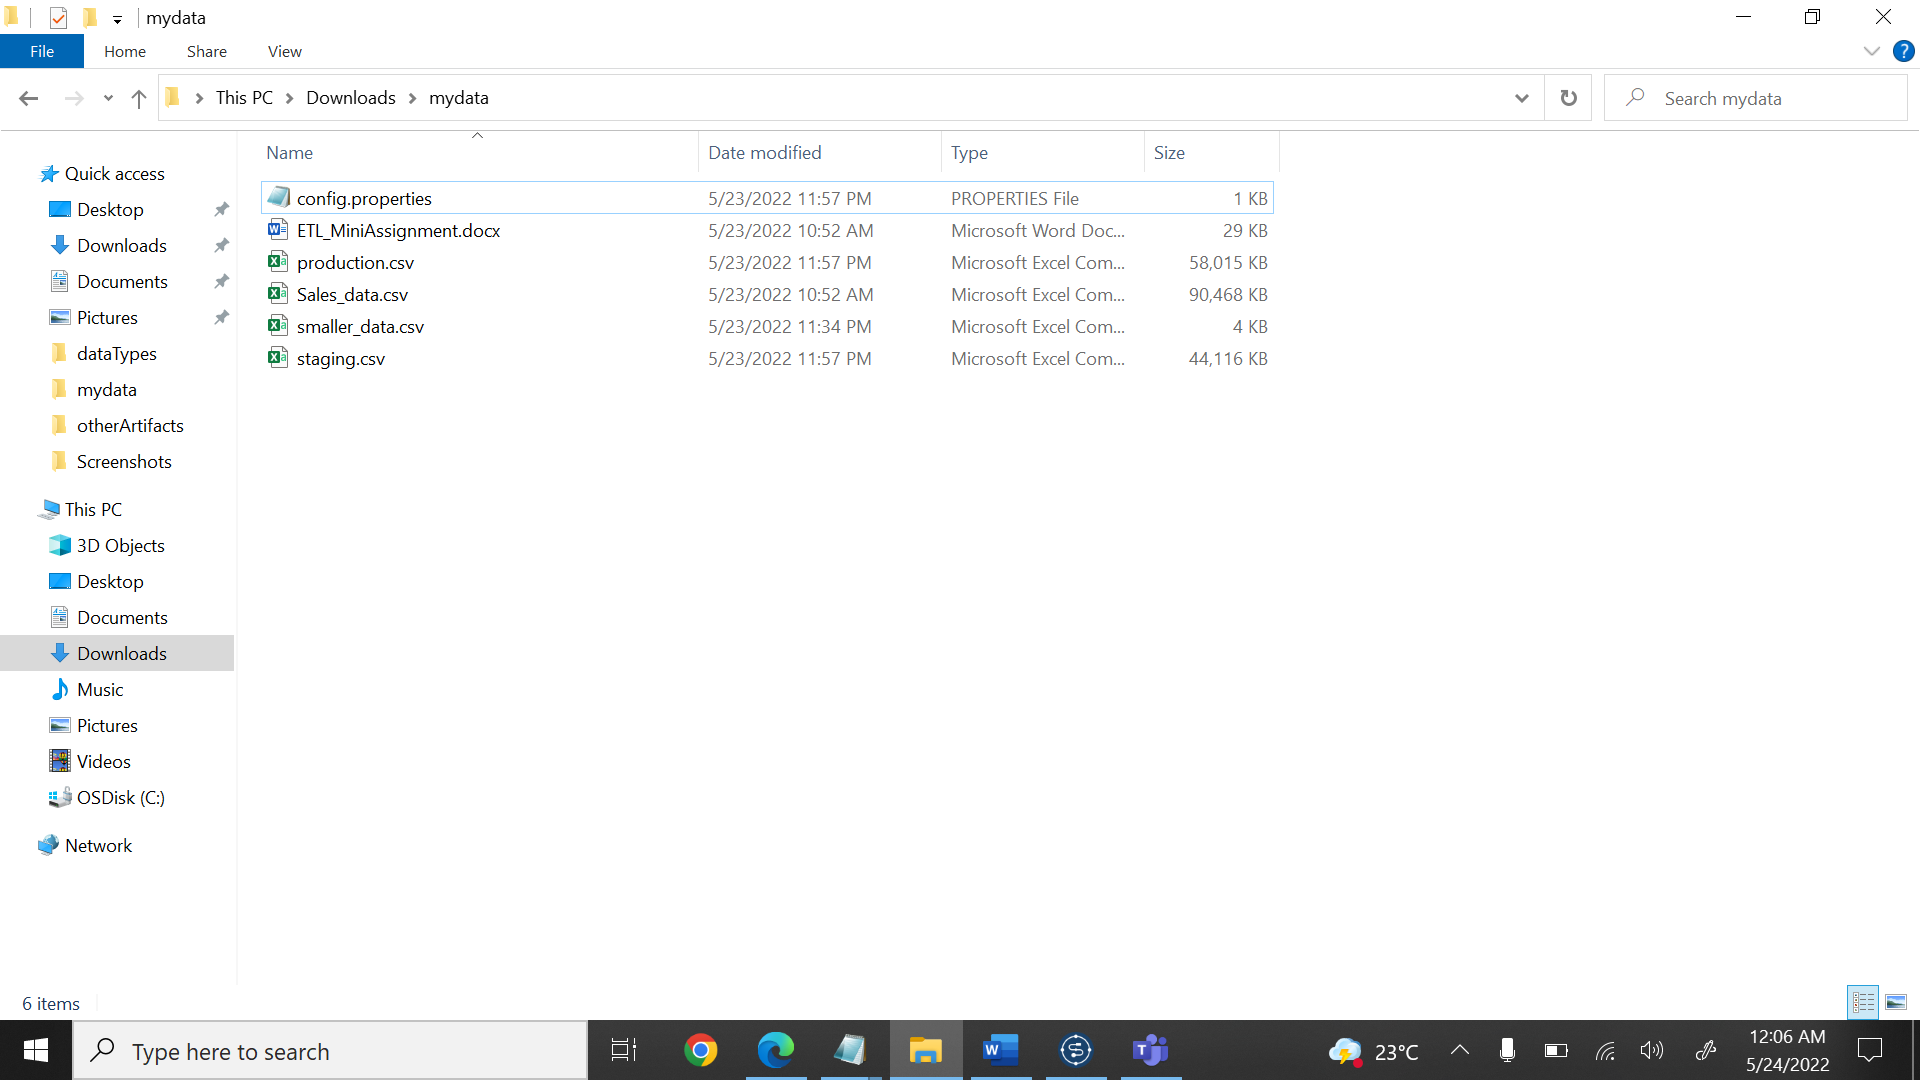 mydata
File Home Share View
This PC Downloads mydata
Search mydata
Name Date modified Type Size
config.properties 5/23/2022 11:57 PM PROPERTIES File 1 KB
ETL_MiniAssignment.docx 5/23/2022 10:52 AM Microsoft Word Doc... 29 KB
production.csv 5/23/2022 11:57 PM Microsoft Excel Com... 58,015 KB
Sales_data.csv 5/23/2022 10:52 AM Microsoft Excel Com... 90,468 KB
smaller_data.csv 5/23/2022 11:34 PM Microsoft Excel Com... 4 KB
staging.csv 5/23/2022 11:57 PM Microsoft Excel Com... 44,116 KB
Quick access
Desktop
Downloads
Documents
Pictures
dataTypes
mydata
otherArtifacts
Screenshots
This PC
3D Objects
Desktop
Documents
Downloads
Music
Pictures
Videos
OSDisk (C:)
Network
6 items
Type here to search
23°C
12:06 AM
5/24/2022